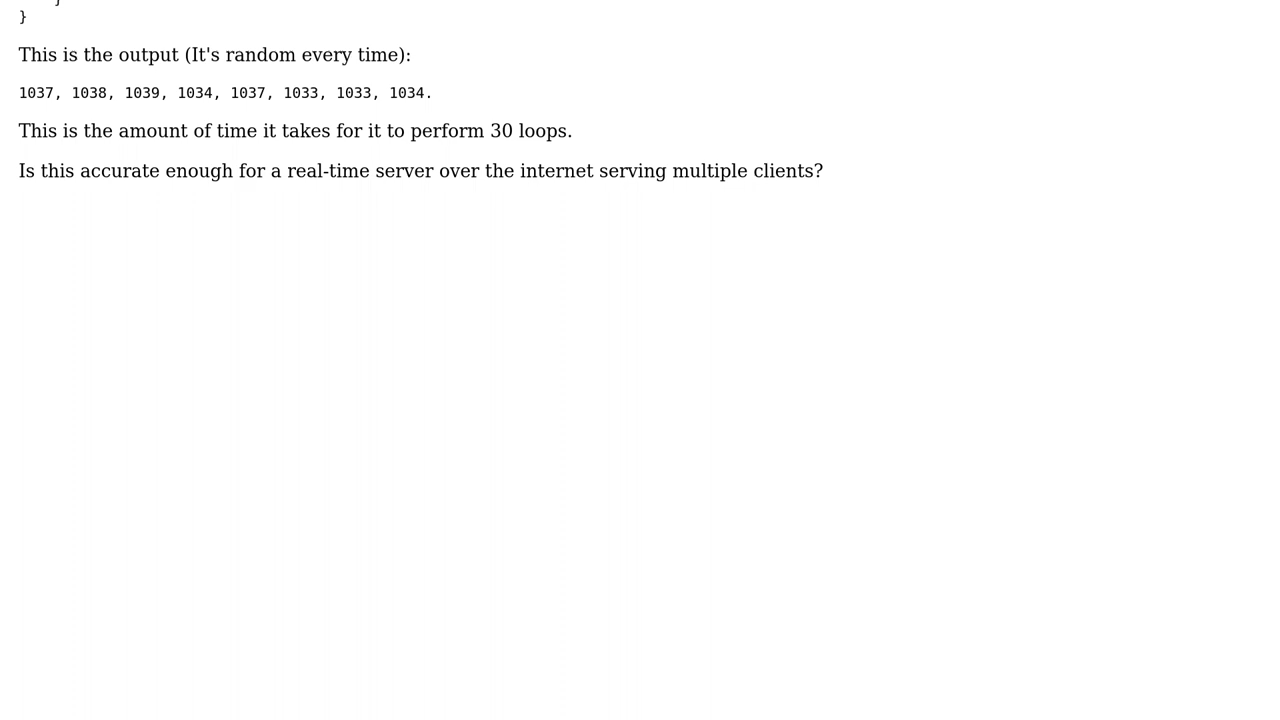 }
}
This is the output (It's random every time):
1037, 1038, 1039, 1034, 1037, 1033, 1033, 1034.
This is the amount of time it takes for it to perform 30 loops.
Is this accurate enough for a real-time server over the internet serving multiple clients?